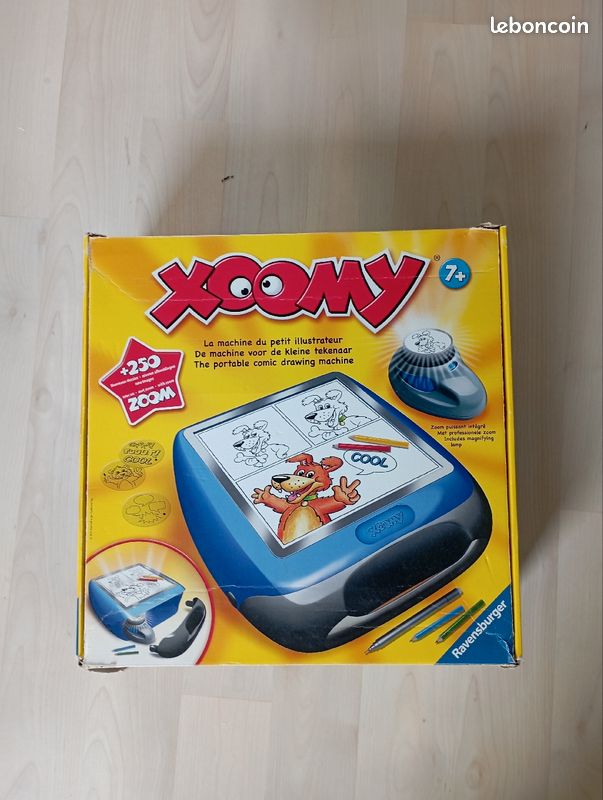 leboncoin
XOOMY®
7+
La machine du petit illustrateur
De machine voor de kleine tekenaar
The portable comic drawing machine
+250
ZOOM
Zoom puissant intégré
Met professionele zoom
Includes magnifying
lamp
COOL
COOL
XOOMY
Ravensburger